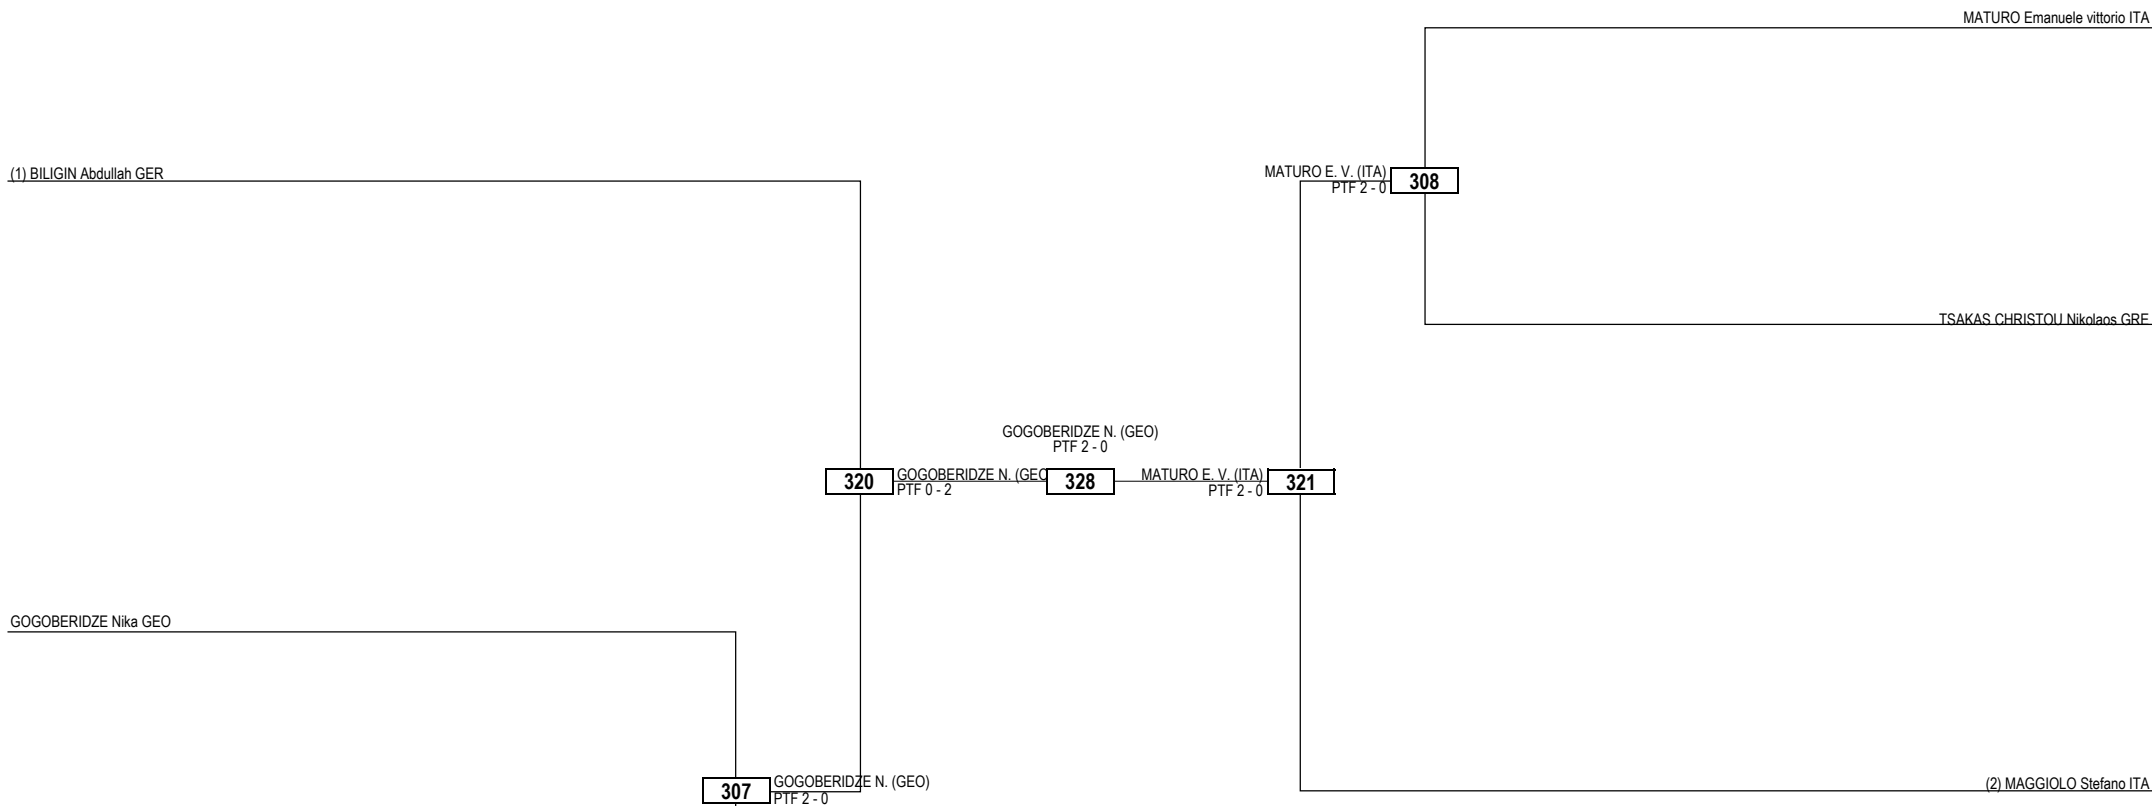 MATURO Emanuele vittorio ITA
(1) BILIGIN Abdullah GER
MATURO E. V. (ITA)
PTF 2 - 0
308
TSAKAS CHRISTOU Nikolaos GRE
GOGOBERIDZE N. (GEO)
PTF 2 - 0
320
GOGOBERIDZE N. (GEO
PTF 0 - 2
328
MATURO E. V. (ITA)
PTF 2 - 0
321
GOGOBERIDZE Nika GEO
307
GOGOBERIDZE N. (GEO)
PTF 2 - 0
(2) MAGGIOLO Stefano ITA